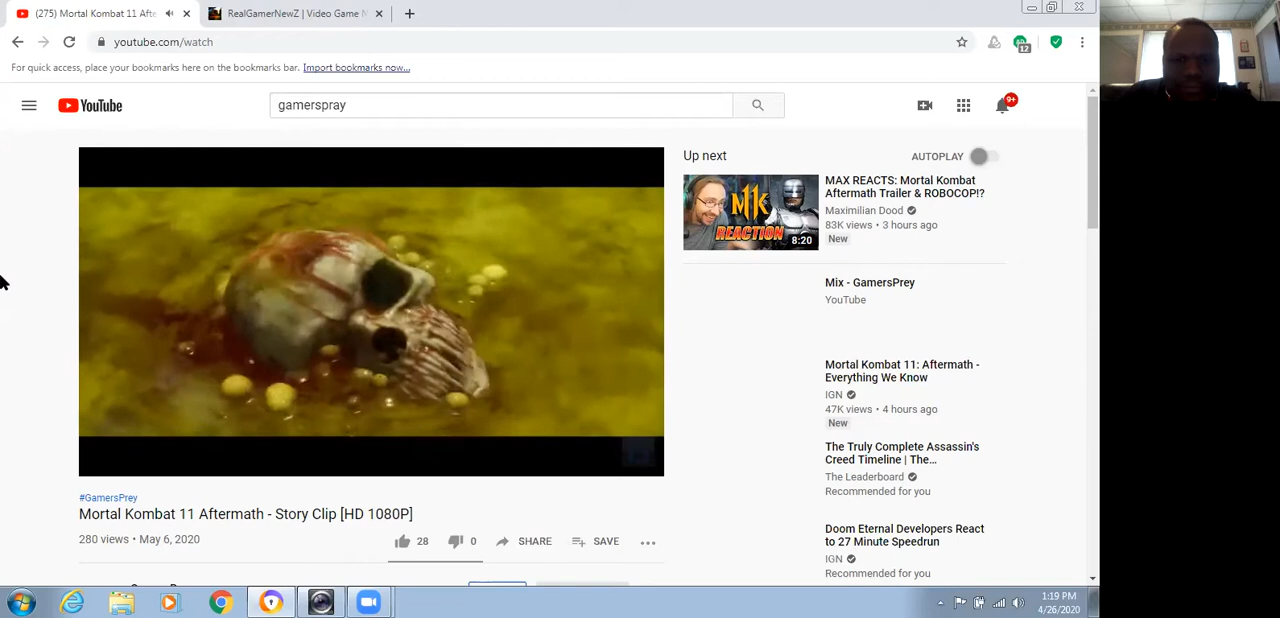 (275) Mortal Kombat 11 Afte
RealGamerNewZ | Video Game N
youtube.com/watch
12
For quick access, place your bookmarks here on the bookmarks bar. Import bookmarks now...
YouTube
gamerspray
9+
Up next
AUTOPLAY
MK
REACTION
8:20
MAX REACTS: Mortal Kombat
Aftermath Trailer & ROBOCOP!?
Maximilian Dood
83K views • 3 hours ago
New
Mix - GamersPrey
YouTube
Mortal Kombat 11: Aftermath -
Everything We Know
IGN
47K views • 4 hours ago
New
The Truly Complete Assassin's
Creed Timeline | The...
The Leaderboard
Recommended for you
Doom Eternal Developers React
to 27 Minute Speedrun
IGN
Recommended for you
#GamersPrey
Mortal Kombat 11 Aftermath - Story Clip [HD 1080P]
280 views • May 6, 2020
28
0
SHARE
SAVE
1:19 PM
4/26/2020